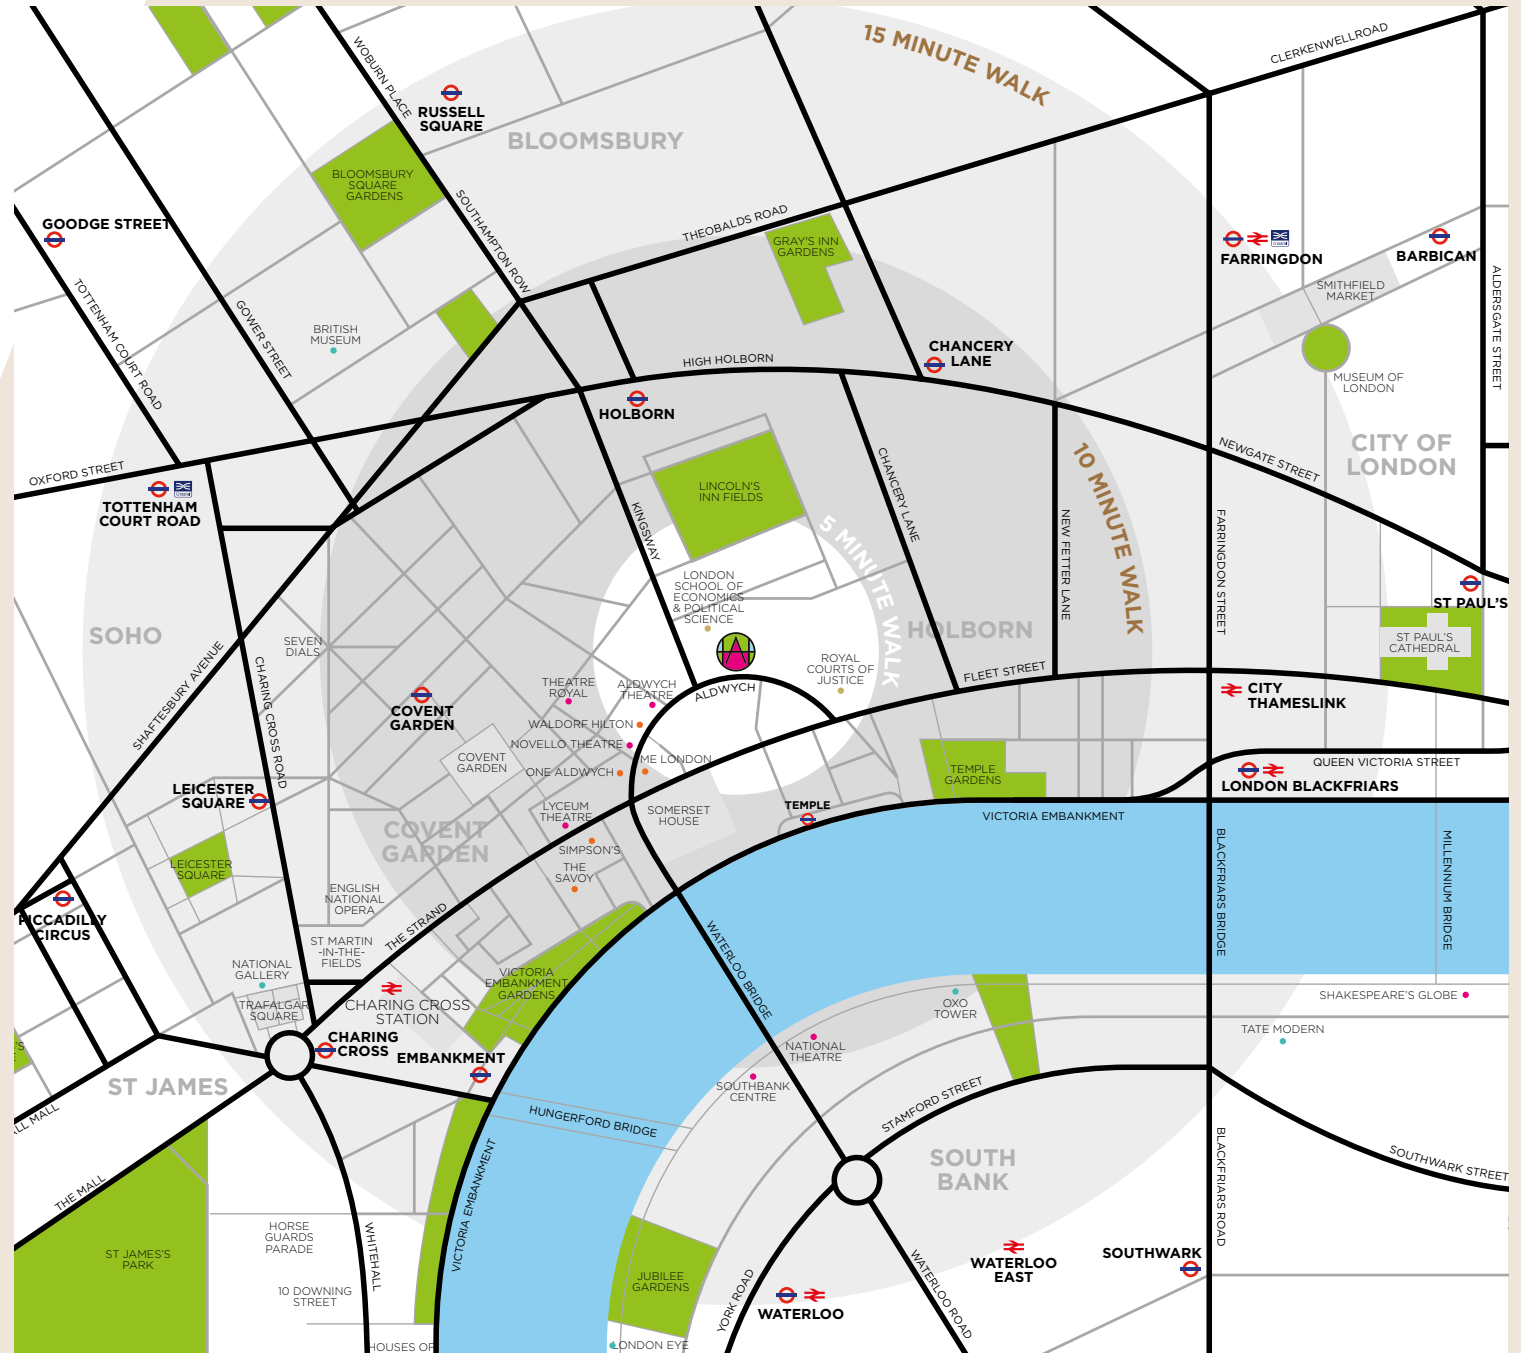 15 MINUTE WALK
CLERKENWELLROAD
WOBURN PLACE
RUSSELL
SQUARE
BLOOMSBURY
BLOOMSBURY
SQUARE
GARDENS
GOODGE STREET
SOUTHAMPTON ROW
THEOBALDS ROAD
GRAY'S INN
GARDENS
FARRINGDON
BARBICAN
SMITHFIELD
MARKET
ALDERSGATE STREET
TOTTENHAM COURT ROAD
GOWER STREET
BRITISH
MUSEUM
HIGH HOLBORN
CHANCERY
LANE
MUSEUM OF
LONDON
HOLBORN
CITY OF
LONDON
NEWGATE STREET
OXFORD STREET
TOTTENHAM
COURT ROAD
LINCOLN'S
INN FIELDS
KINGSWAY
CHANCERY LANE
5 MINUTE WALK
10 MINUTE WALK
NEW FETTER LANE
FARRINGDON STREET
LONDON
SCHOOL OF
ECONOMICS
& POLITICAL
SCIENCE
ST PAUL'S
ST PAUL'S
CATHEDRAL
SOHO
SEVEN
DIALS
HOLBORN
SHAFTESBURY AVENUE
CHARING CROSS ROAD
ROYAL
COURTS OF
JUSTICE
FLEET STREET
THEATRE
ROYAL
ALDWYCH
THEATRE
ALDWYCH
CITY
THAMESLINK
COVENT
GARDEN
WALDORF HILTON
NOVELLO THEATRE
COVENT
GARDEN
ONE ALDWYCH
ME LONDON
TEMPLE
GARDENS
QUEEN VICTORIA STREET
LONDON BLACKFRIARS
LEICESTER
SQUARE
LYCEUM
THEATRE
SOMERSET
HOUSE
TEMPLE
VICTORIA EMBANKMENT
COVENT
GARDEN
SIMPSON'S
THE
SAVOY
LEICESTER
SQUARE
BLACKFRIARS BRIDGE
MILLENNIUM BRIDGE
PICCADILLY
CIRCUS
ENGLISH
NATIONAL
OPERA
THE STRAND
ST MARTIN
-IN-THE-
FIELDS
WATERLOO BRIDGE
NATIONAL
GALLERY
TRAFALGAR
SQUARE
CHARING CROSS
STATION
VICTORIA
EMBANKMENT
GARDENS
OXO
TOWER
SHAKESPEARE'S GLOBE
TATE MODERN
CHARING
CROSS
EMBANKMENT
NATIONAL
THEATRE
SOUTHBANK
CENTRE
ST JAMES
HUNGERFORD BRIDGE
STAMFORD STREET
SOUTH
BANK
BLACKFRIARS ROAD
SOUTHWARK STREET
THE MALL
VICTORIA EMBANKMENT
WHITEHALL
HORSE
GUARDS
PARADE
ST JAMES'S
PARK
10 DOWNING
STREET
JUBILEE
GARDENS
YORK ROAD
WATERLOO
WATERLOO ROAD
WATERLOO
EAST
SOUTHWARK
HOUSES OF
LONDON EYE